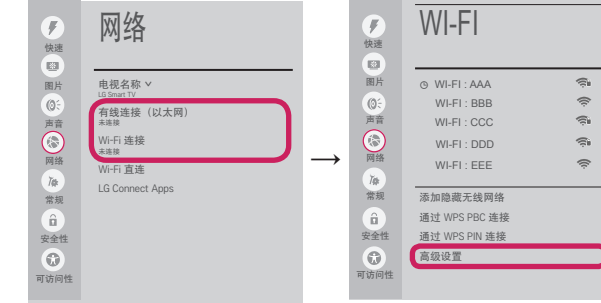 快速
图片
声音
网络
常规
安全性
可访问性
网络
电视名称
LG Smart TV
有线连接（以太网）
未连接
Wi-Fi 连接
未连接
Wi-Fi 直连
LG Connect Apps
→
快速
图片
声音
网络
常规
安全性
可访问性
WI-FI
WI-FI : AAA
WI-FI : BBB
WI-FI : CCC
WI-FI : DDD
WI-FI : EEE
添加隐藏无线网络
通过 WPS PBC 连接
通过 WPS PIN 连接
高级设置